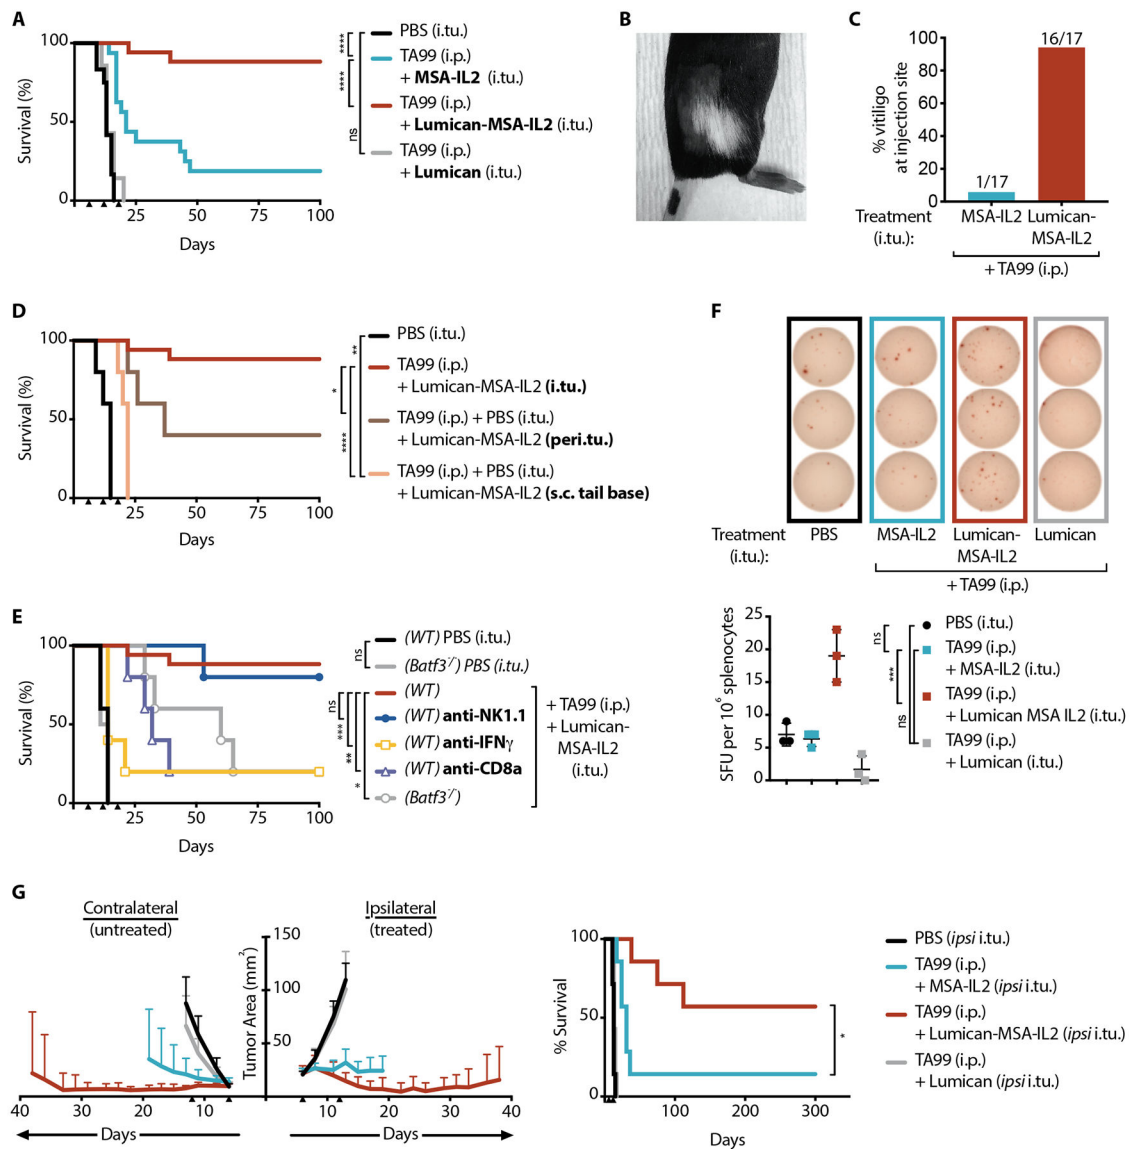 A
100
50
0
Survival (%)
25
50
75
100
Days
****
****
ns
PBS (i.tu.)
TA99 (i.p.)
+ MSA-IL2 (i.tu.)
TA99 (i.p.)
+ Lumican-MSA-IL2 (i.tu.)
TA99 (i.p.)
+ Lumican (i.tu.)
B
C
% vitiligo
at injection site
100
80
60
40
20
0
1/17
16/17
Treatment
(i.tu.):
MSA-IL2
Lumican-
MSA-IL2
+ TA99 (i.p.)
D
100
50
0
Survival (%)
25
50
75
100
Days
**
*
****
PBS (i.tu.)
TA99 (i.p.)
+ Lumican-MSA-IL2 (i.tu.)
TA99 (i.p.) + PBS (i.tu.)
+ Lumican-MSA-IL2 (peri.tu.)
TA99 (i.p.) + PBS (i.tu.)
+ Lumican-MSA-IL2 (s.c. tail base)
F
Treatment
(i.tu.):
PBS
MSA-IL2
Lumican-
MSA-IL2
Lumican
+ TA99 (i.p.)
SFU per 10⁶ splenocytes
25
20
15
10
5
0
ns
***
ns
PBS (i.tu.)
TA99 (i.p.)
+ MSA-IL2 (i.tu.)
TA99 (i.p.)
+ Lumican MSA IL2 (i.tu.)
TA99 (i.p.)
+ Lumican (i.tu.)
E
100
50
0
Survival (%)
25
50
75
100
Days
ns
ns
***
**
*
(WT) PBS (i.tu.)
(Batf3⁻/⁻) PBS (i.tu.)
(WT)
(WT) anti-NK1.1
(WT) anti-IFNγ
(WT) anti-CD8a
(Batf3⁻/⁻)
+ TA99 (i.p.)
+ Lumican-
MSA-IL2
(i.tu.)
G
Contralateral
(untreated)
Ipsilateral
(treated)
Tumor Area (mm²)
150
100
50
40
30
20
10
Days
10
20
30
40
Days
% Survival
100
50
0
100
200
300
Days
*
PBS (ipsi i.tu.)
TA99 (i.p.)
+ MSA-IL2 (ipsi i.tu.)
TA99 (i.p.)
+ Lumican-MSA-IL2 (ipsi i.tu.)
TA99 (i.p.)
+ Lumican (ipsi i.tu.)